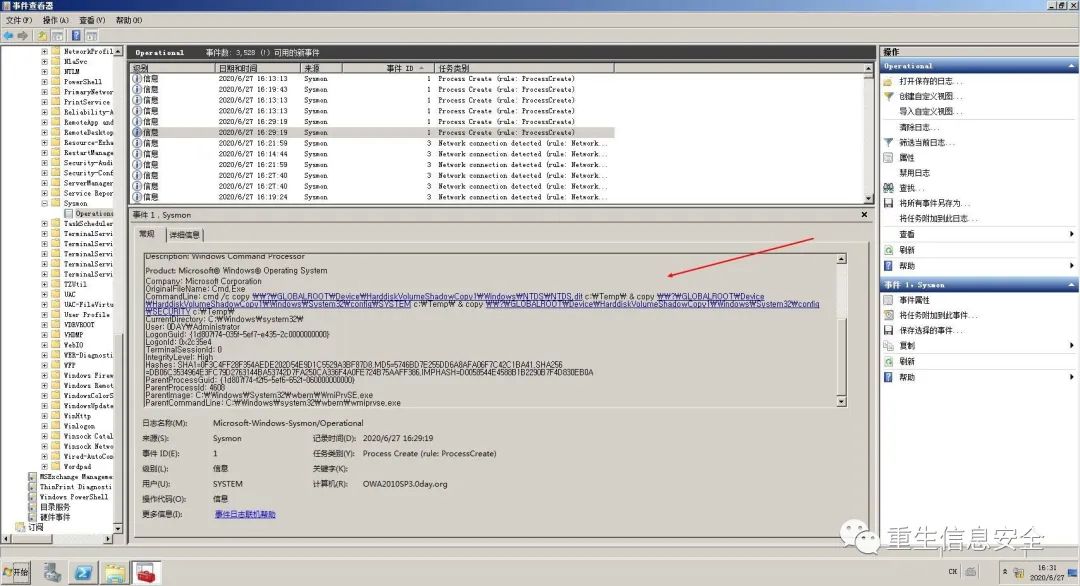 事件查看器
文件(F) 操作(A) 查看(V) 帮助(H)
NetworkProfil
NlaSvc
NTLM
PowerShell
PrimaryNetwor
PrintService
Reliability-A
RemoteApp and
RemoteDesktop
Resource-Exha
RestartManage
Security-Audi
Security-Conf
ServerManager
Service Repor
Sysmon
Operations
TaskScheduler
TerminalServi
TerminalServi
TerminalServi
TerminalServi
TerminalServi
TZUtil
UAC
UAC-FileVirtu
User Profile
VDRVROOT
VHDMP
WebIO
WER-Diagnosti
WFP
Windows Firew
Windows Remot
WindowsColorS
WindowsUpdate
WinHttp
Winlogon
Winsock Catal
Winsock Netwo
Wired-AutoCon
Wordpad
MSExchange Manageme
ThinPrint Diagnosti
Windows PowerShell
目录服务
硬件事件
订阅
Operational 事件数: 3,528 (!) 可用的新事件
级别 日期和时间 来源 事件 ID 任务类别
信息 2020/6/27 16:13:13 Sysmon 1 Process Create (rule: ProcessCreate)
信息 2020/6/27 16:19:43 Sysmon 1 Process Create (rule: ProcessCreate)
信息 2020/6/27 16:13:13 Sysmon 1 Process Create (rule: ProcessCreate)
信息 2020/6/27 16:13:13 Sysmon 1 Process Create (rule: ProcessCreate)
信息 2020/6/27 16:29:19 Sysmon 1 Process Create (rule: ProcessCreate)
信息 2020/6/27 16:29:19 Sysmon 1 Process Create (rule: ProcessCreate)
信息 2020/6/27 16:21:59 Sysmon 3 Network connection detected (rule: Network...
信息 2020/6/27 16:14:44 Sysmon 3 Network connection detected (rule: Network...
信息 2020/6/27 16:21:59 Sysmon 3 Network connection detected (rule: Network...
信息 2020/6/27 16:27:40 Sysmon 3 Network connection detected (rule: Network...
信息 2020/6/27 16:27:40 Sysmon 3 Network connection detected (rule: Network...
信息 2020/6/27 16:19:24 Sysmon 3 Network connection detected (rule: Network...
事件 1，Sysmon
常规 详细信息
Description: Windows Command Processor
Product: Microsoft® Windows® Operating System
Company: Microsoft Corporation
OriginalFileName: Cmd.Exe
CommandLine: cmd /c copy ₩₩?₩GLOBALROOT₩Device₩HarddiskVolumeShadowCopy1₩Windows₩NTDS₩NTDS.dit c:₩Temp₩ & copy ₩₩?₩GLOBALROOT₩Device
₩HarddiskVolumeShadowCopy1₩Windows₩System32₩config₩SYSTEM c:₩Temp₩ & copy ₩₩?₩GLOBALROOT₩Device₩HarddiskVolumeShadowCopy1₩Windows₩System32₩config
₩SECURITY c:₩Temp₩
CurrentDirectory: C:₩Windows₩system32₩
User: 0DAY₩Administrator
LogonGuid: {1d807f74-035f-5ef7-e435-2c0000000000}
LogonId: 0x2c35e4
TerminalSessionId: 0
IntegrityLevel: High
ParentProcessId: 4608
ParentImage: C:₩Windows₩System32₩wbem₩WmiPrvSE.exe
ParentCommandLine: C:₩Windows₩system32₩wbem₩wmiprvse.exe
日志名称(M): Microsoft-Windows-Sysmon/Operational
来源(S): Sysmon 记录时间(D): 2020/6/27 16:29:19
事件 ID(E): 1 任务类别(Y): Process Create (rule: ProcessCreate)
级别(L): 信息 关键字(K):
用户(U): SYSTEM 计算机(R): OWA2010SP3.0day.org
操作代码(O): 信息
更多信息(I): 事件日志联机帮助
操作
Operational
打开保存的日志...
创建自定义视图...
导入自定义视图...
清除日志...
筛选当前日志...
属性
禁用日志
查找...
将所有事件另存为...
将任务附加到此日志...
查看
刷新
帮助
事件 1，Sysmon
事件属性
将任务附加到此事件...
保存选择的事件...
复制
刷新
帮助
重生信息安全
开始
CH
16:31
2020/6/27